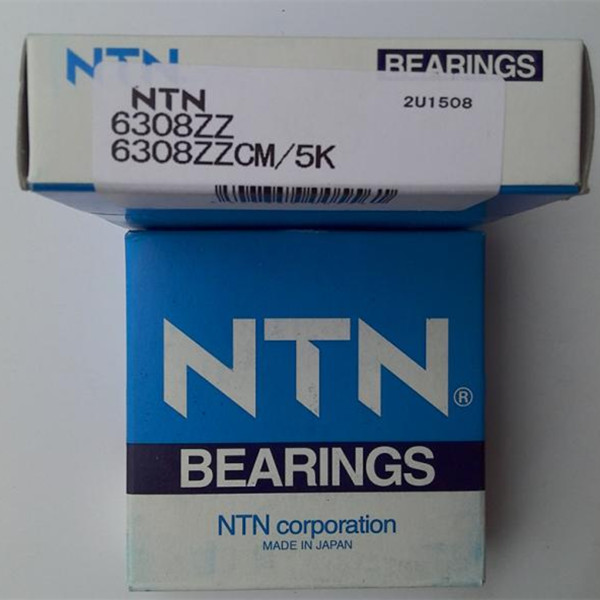 NTN BEARINGS
NTN 2U1508
6308ZZ
6308ZZCM/5K
NTN®
BEARINGS
NTN corporation
MADE IN JAPAN